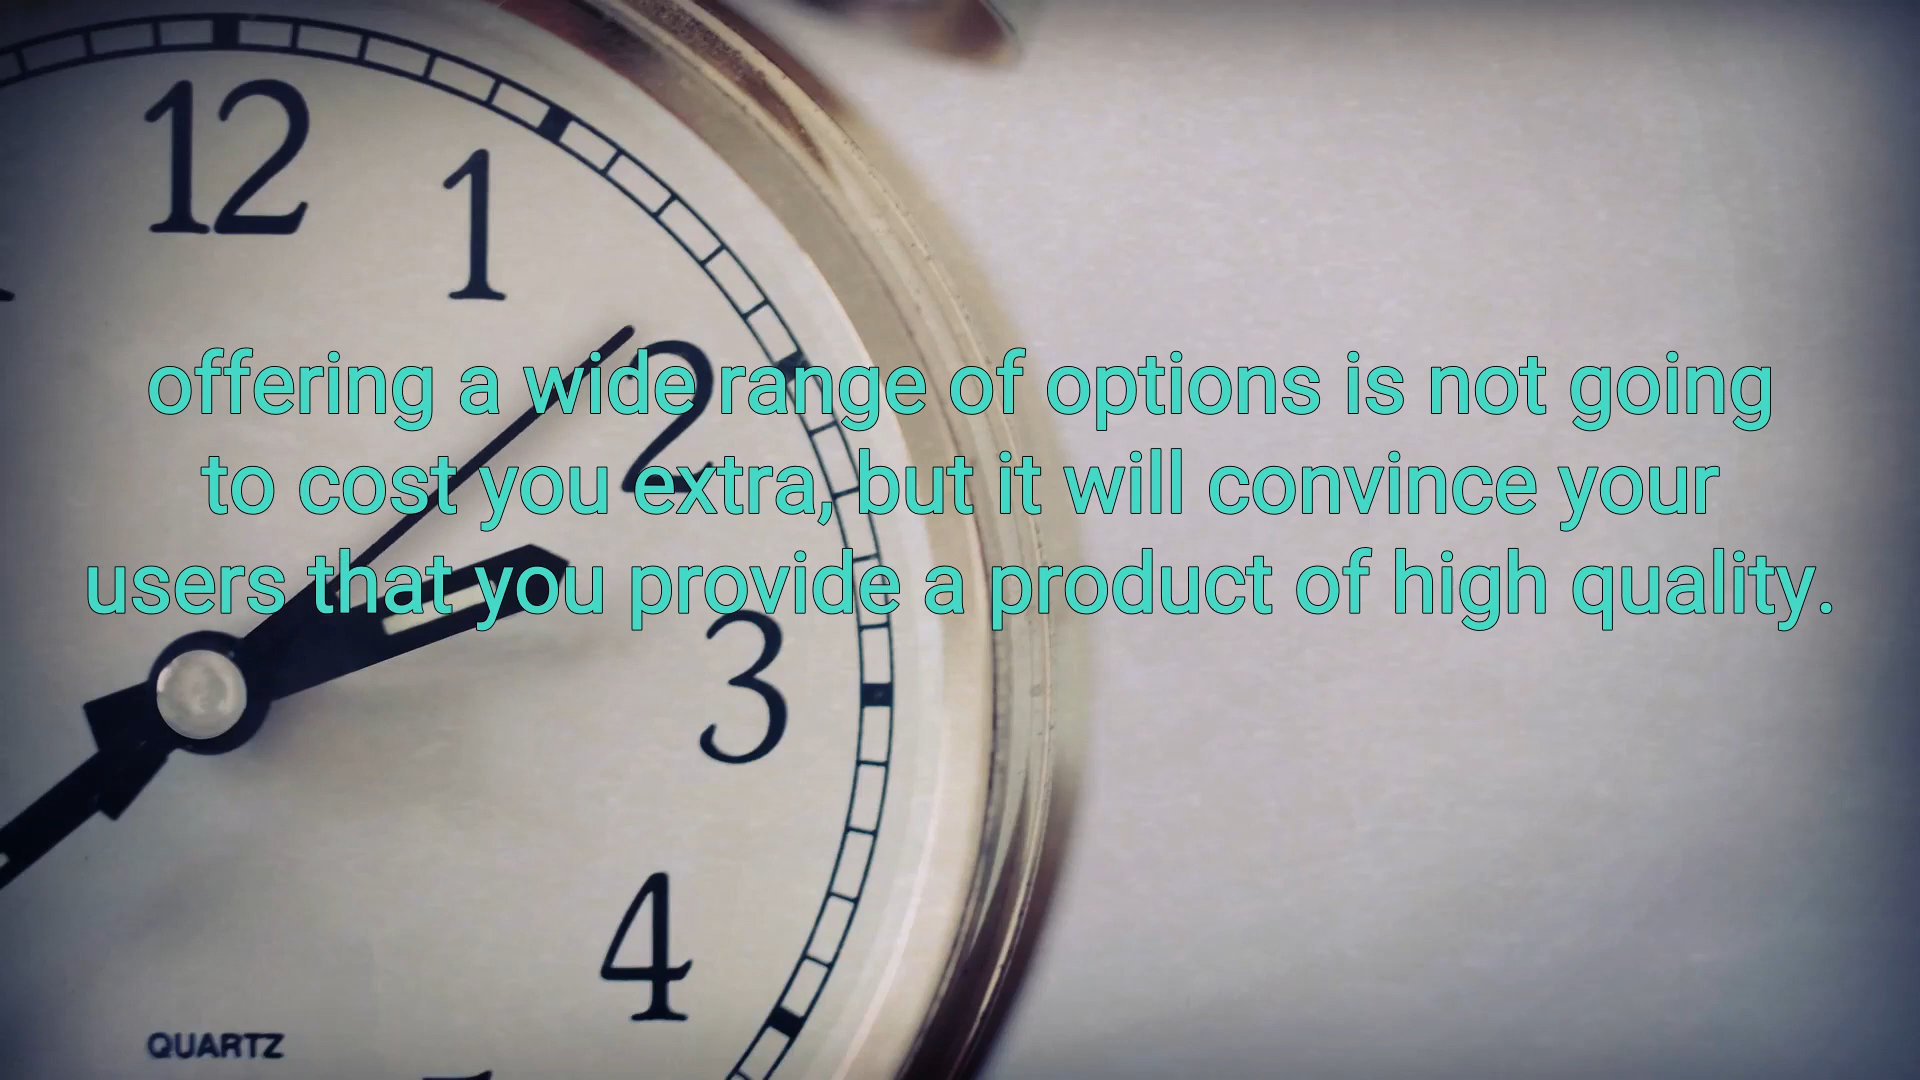 12
1
2
offering a wide range of options is not going
to cost you extra, but it will convince your
users that you provide a product of high quality.
3
4
QUARTZ